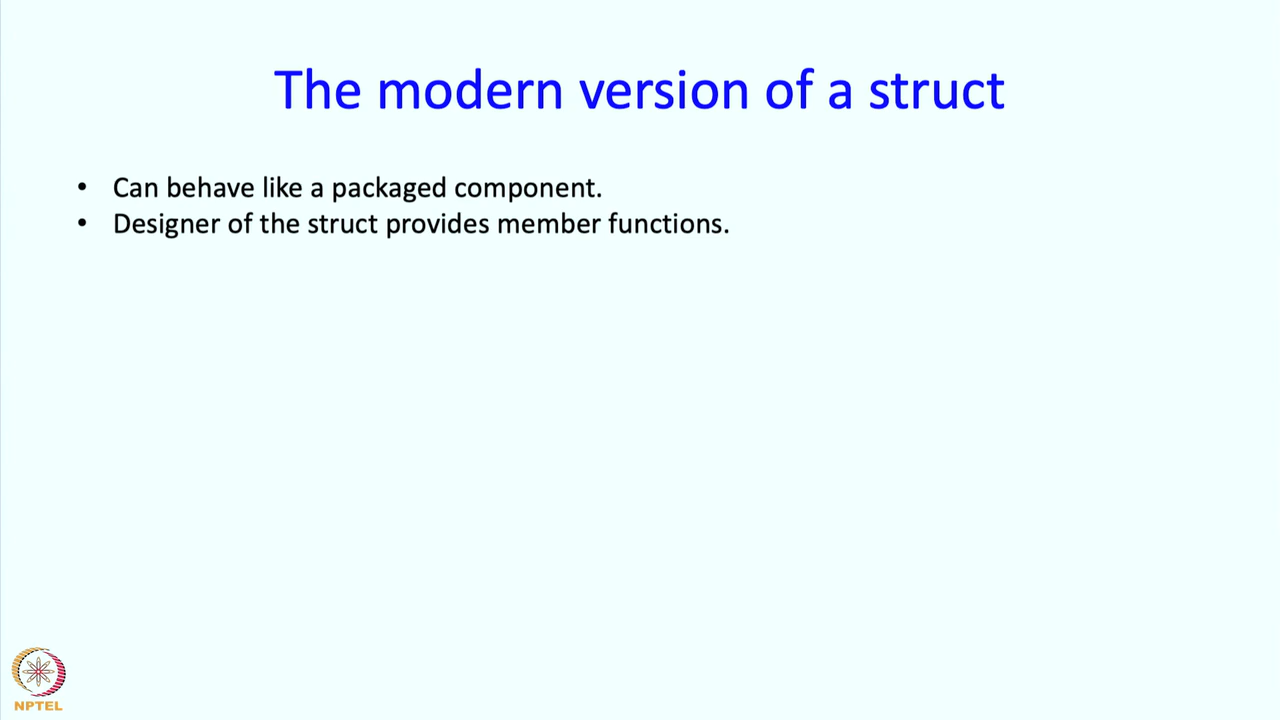 The modern version of a struct
• Can behave like a packaged component.
• Designer of the struct provides member functions.
NPTEL